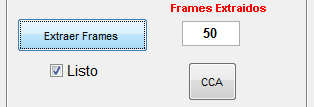 Frames Extraidos
Extraer Frames
50
Listo
CCA